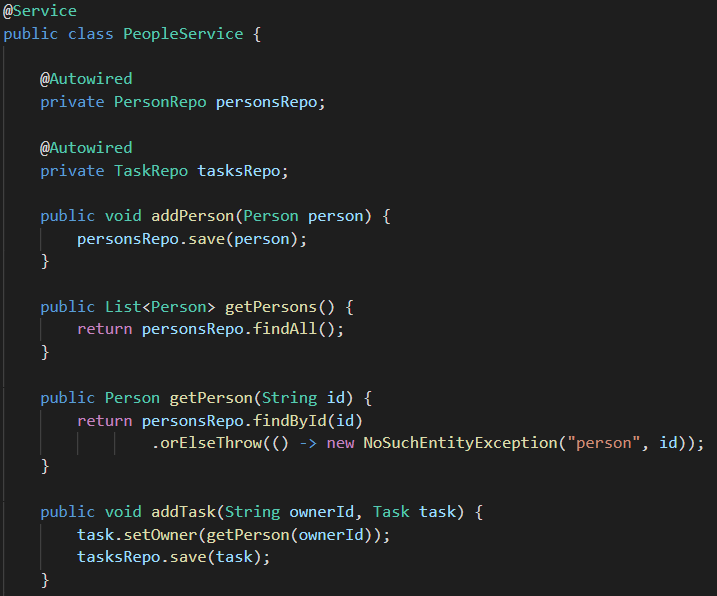 @Service
public class PeopleService {
@Autowired
private PersonRepo personsRepo;
@Autowired
private TaskRepo tasksRepo;
public void addPerson(Person person) {
personsRepo.save(person);
}
public List<Person> getPersons() {
return personsRepo.findAll();
}
public Person getPerson(String id) {
return personsRepo.findById(id)
.orElseThrow(() -> new NoSuchEntityException("person", id));
}
public void addTask(String ownerId, Task task) {
task.setOwner(getPerson(ownerId));
tasksRepo.save(task);
}